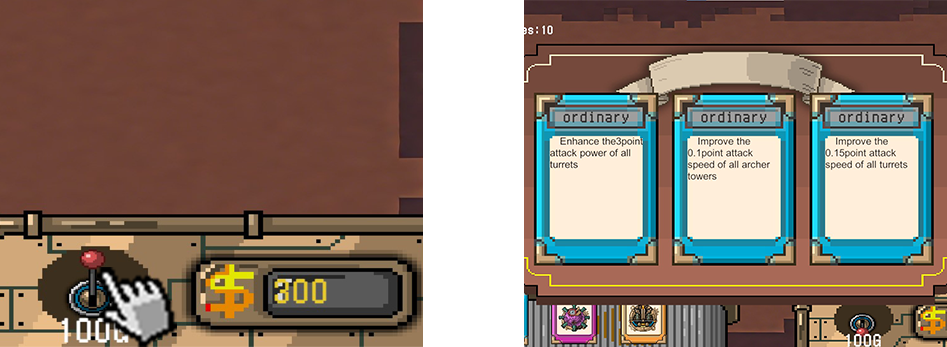 100G
300
es:10
ordinary
Enhance the3point
attack power of all
turrets
ordinary
Improve the
0.1point attack
speed of all archer
towers
ordinary
Improve the
0.15point attack
speed of all turrets
100G